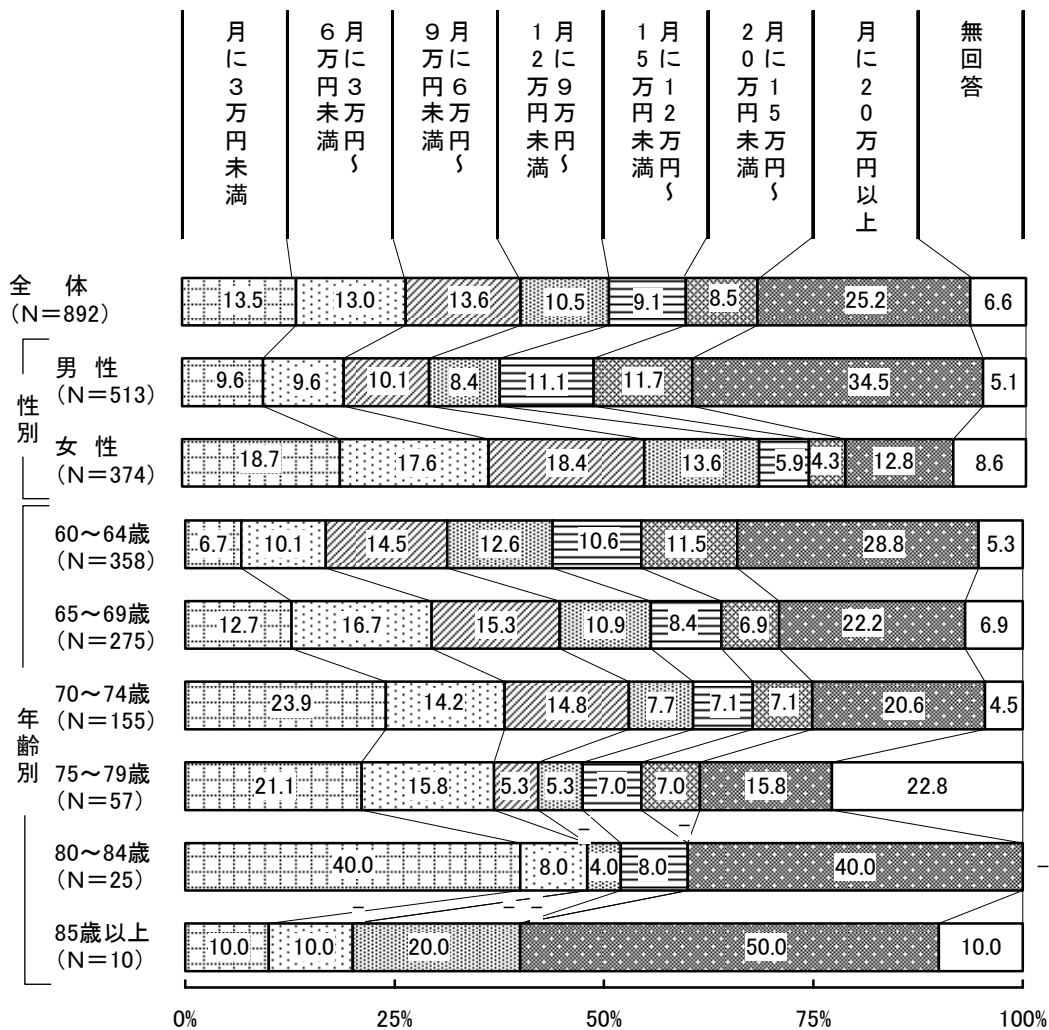 月に3万円未満
月に3万円～
6万円未満
月に6万円～
9万円未満
月に9万円～
12万円未満
月に12万円～
15万円未満
月に15万円～
20万円未満
月に20万円以上
無回答
全 体
(N＝892)
13.5 13.0 13.6 10.5 9.1 8.5 25.2 6.6
性別
男 性
(N＝513)
9.6 9.6 10.1 8.4 11.1 11.7 34.5 5.1
女 性
(N＝374)
18.7 17.6 18.4 13.6 5.9 4.3 12.8 8.6
年齢別
60～64歳
(N＝358)
6.7 10.1 14.5 12.6 10.6 11.5 28.8 5.3
65～69歳
(N＝275)
12.7 16.7 15.3 10.9 8.4 6.9 22.2 6.9
70～74歳
(N＝155)
23.9 14.2 14.8 7.7 7.1 7.1 20.6 4.5
75～79歳
(N＝57)
21.1 15.8 5.3 5.3 7.0 7.0 15.8 22.8
– –
80～84歳
(N＝25)
40.0 8.0 4.0 8.0 40.0 –
– – –
85歳以上
(N＝10)
10.0 10.0 20.0 50.0 10.0
0% 25% 50% 75% 100%